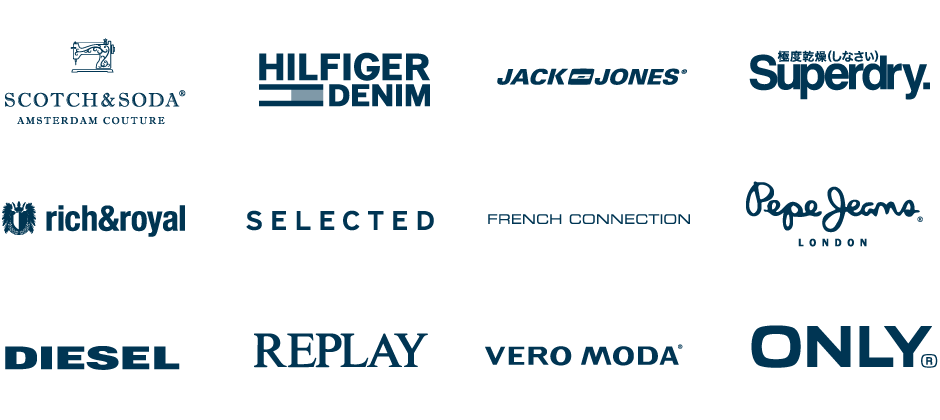 SCOTCH&SODA®
AMSTERDAM COUTURE
HILFIGER
DENIM
JACK JONES®
極度乾燥(しなさい)
Superdry.
rich&royal
SELECTED
FRENCH CONNECTION
Pepe Jeans®
LONDON
DIESEL
REPLAY
VERO MODA®
ONLY®